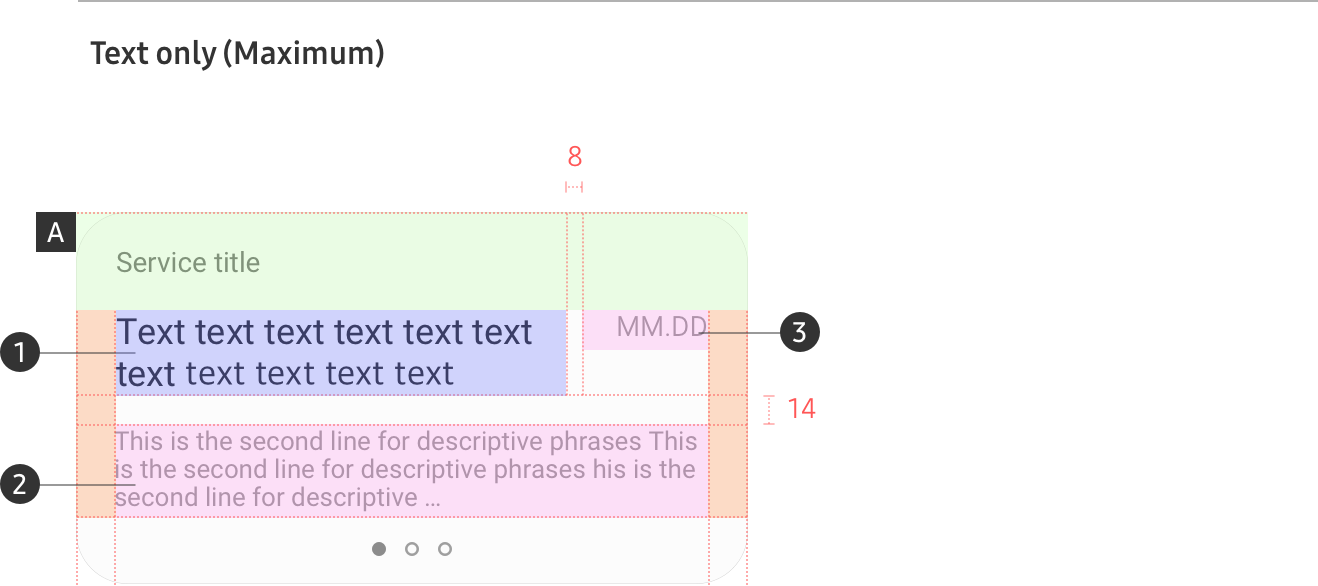 Text only (Maximum)
8
A
Service title
Text text text text text text
MM.DD
3
1
text text text text text
14
This is the second line for descriptive phrases This
is the second line for descriptive phrases his is the
2
second line for descriptive ...